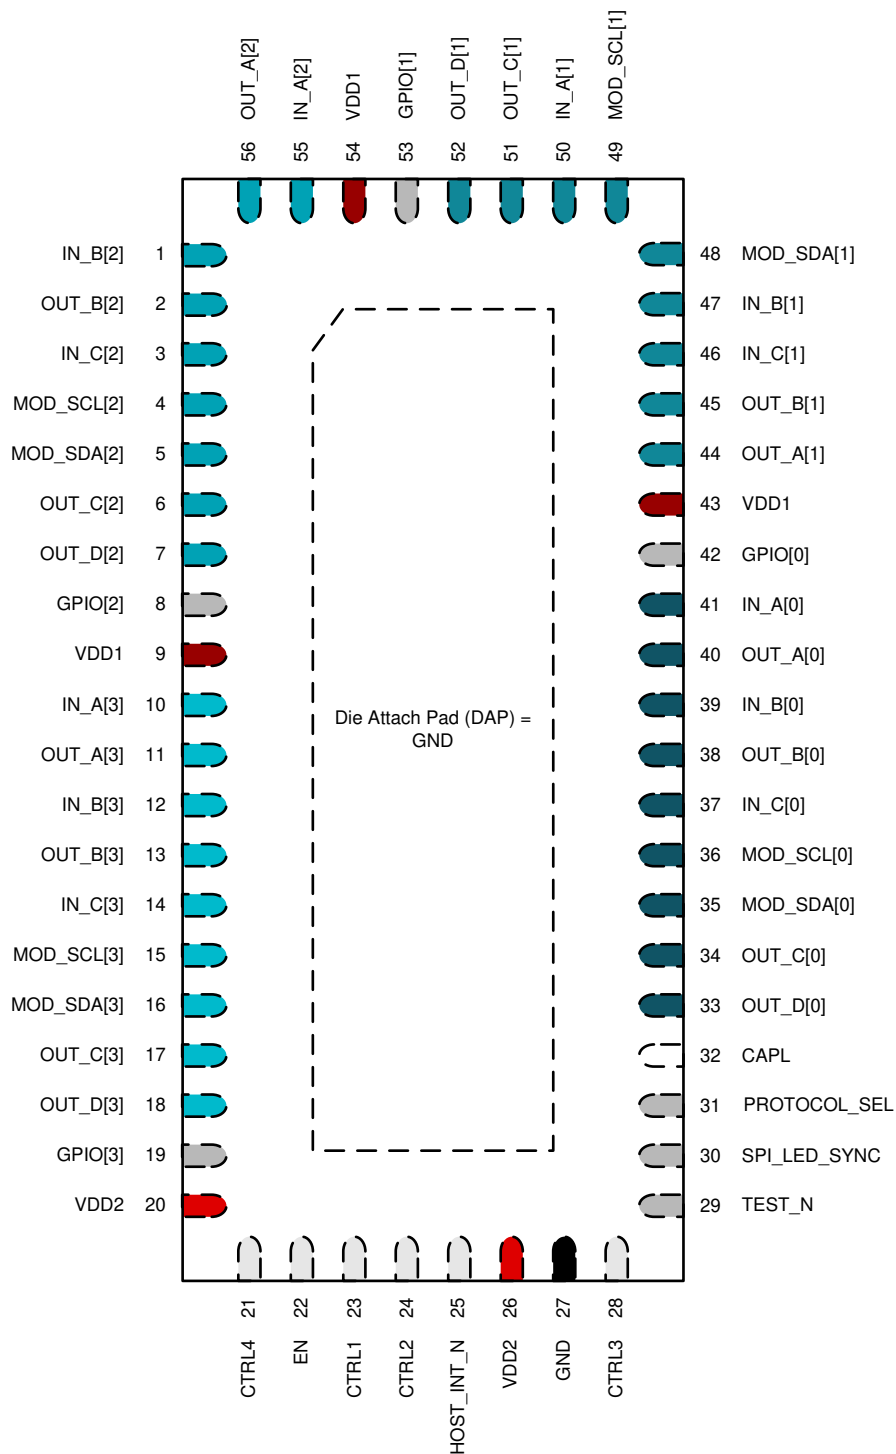 OUT_A[2]
IN_A[2]
VDD1
GPIO[1]
OUT_D[1]
OUT_C[1]
IN_A[1]
MOD_SCL[1]
56
55
54
53
52
51
50
49
IN_B[2] 1
OUT_B[2] 2
IN_C[2] 3
MOD_SCL[2] 4
MOD_SDA[2] 5
OUT_C[2] 6
OUT_D[2] 7
GPIO[2] 8
VDD1 9
IN_A[3] 10
OUT_A[3] 11
IN_B[3] 12
OUT_B[3] 13
IN_C[3] 14
MOD_SCL[3] 15
MOD_SDA[3] 16
OUT_C[3] 17
OUT_D[3] 18
GPIO[3] 19
VDD2 20
Die Attach Pad (DAP) =
GND
48 MOD_SDA[1]
47 IN_B[1]
46 IN_C[1]
45 OUT_B[1]
44 OUT_A[1]
43 VDD1
42 GPIO[0]
41 IN_A[0]
40 OUT_A[0]
39 IN_B[0]
38 OUT_B[0]
37 IN_C[0]
36 MOD_SCL[0]
35 MOD_SDA[0]
34 OUT_C[0]
33 OUT_D[0]
32 CAPL
31 PROTOCOL_SEL
30 SPI_LED_SYNC
29 TEST_N
21
22
23
24
25
26
27
28
CTRL4
EN
CTRL1
CTRL2
HOST_INT_N
VDD2
GND
CTRL3